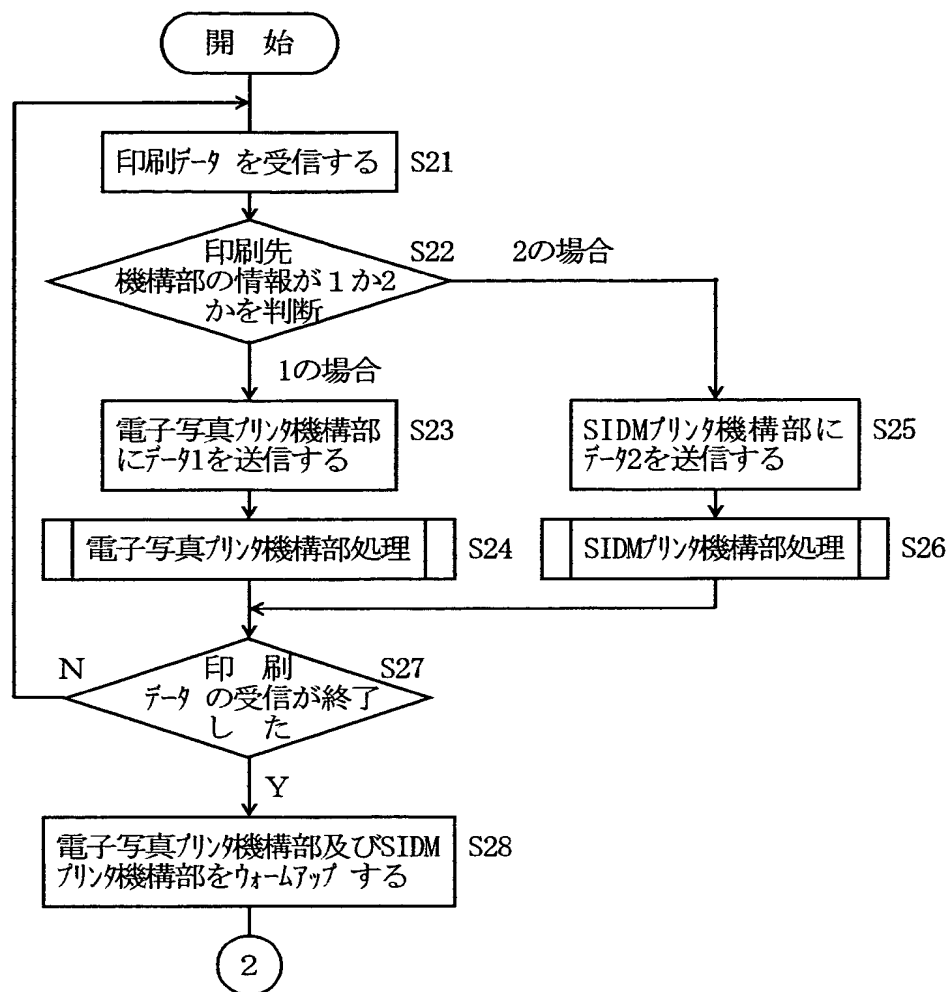 開 始
印刷ﾃﾞｰﾀ を受信する S21
印刷先 S22 2の場合
機構部の情報が1か2
かを判断
1の場合
電子写真ﾌﾟﾘﾝﾀ機構部 S23
にﾃﾞｰﾀ1を送信する
SIDMﾌﾟﾘﾝﾀ機構部に S25
ﾃﾞｰﾀ2を送信する
電子写真ﾌﾟﾘﾝﾀ機構部処理 S24
SIDMﾌﾟﾘﾝﾀ機構部処理 S26
N 印 刷 S27
ﾃﾞｰﾀ の受信が終了
し た
Y
電子写真ﾌﾟﾘﾝﾀ機構部及びSIDM S28
ﾌﾟﾘﾝﾀ機構部をｳｫｰﾑｱｯﾌﾟ する
2